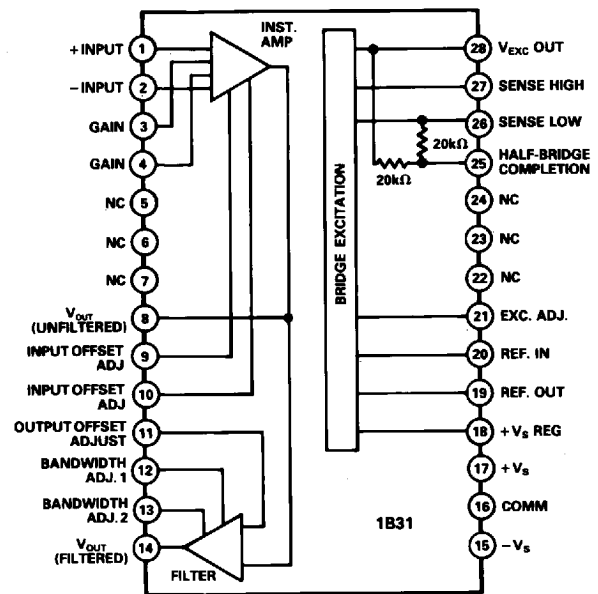 INST.
AMP
+ INPUT 1
- INPUT 2
GAIN 3
GAIN 4
NC 5
NC 6
NC 7
VOUT
(UNFILTERED) 8
INPUT OFFSET
ADJ 9
INPUT OFFSET
ADJ 10
OUTPUT OFFSET
ADJUST 11
BANDWIDTH
ADJ. 1 12
BANDWIDTH
ADJ. 2 13
VOUT
(FILTERED) 14
FILTER
BRIDGE EXCITATION
28 VEXC OUT
27 SENSE HIGH
26 SENSE LOW
20kΩ
20kΩ
25 HALF-BRIDGE
COMPLETION
24 NC
23 NC
22 NC
21 EXC. ADJ.
20 REF. IN
19 REF. OUT
18 +VS REG
17 +VS
16 COMM
15 -VS
1B31